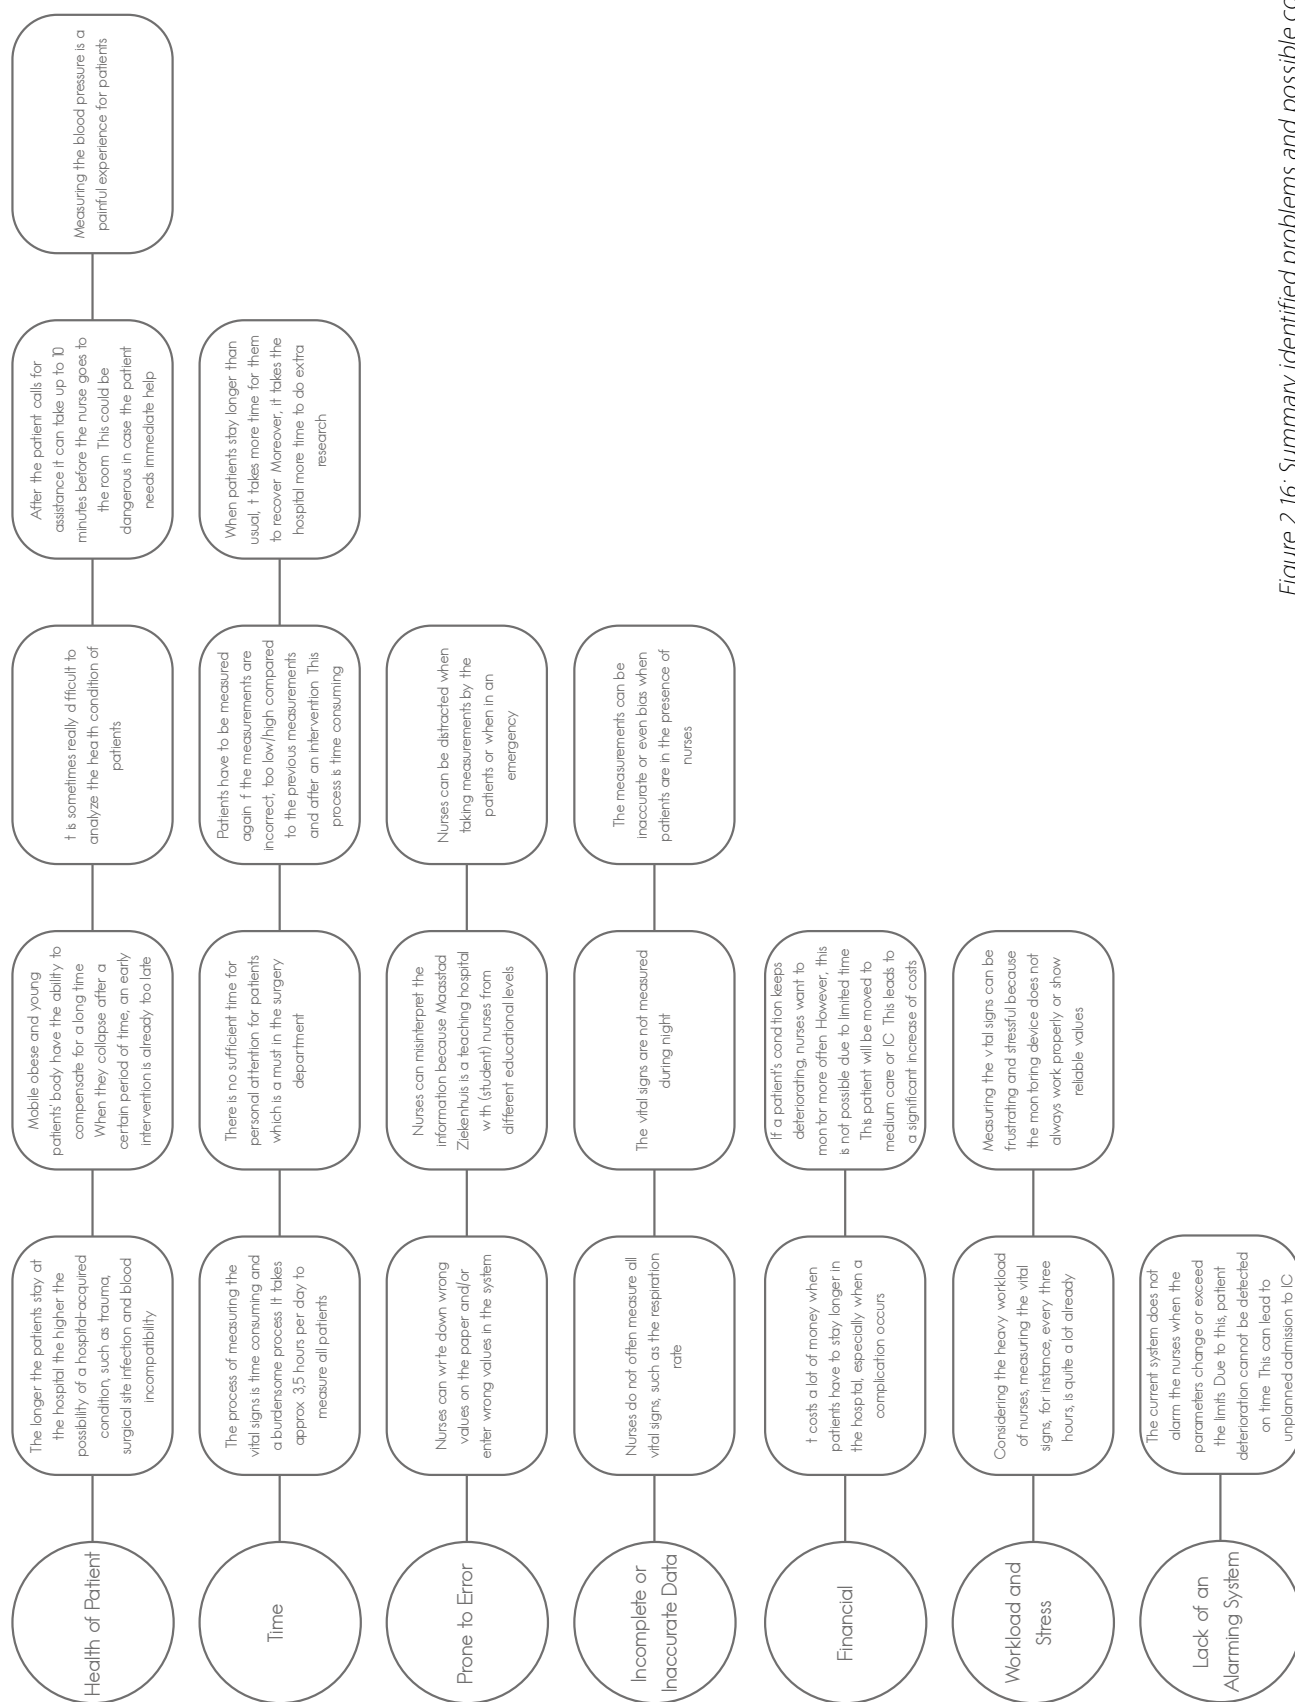 Health of Patient
The longer the patients stay at
the hospital the higher the
possibility of a hospital-acquired
condition, such as trauma,
surgical site infection and blood
incompatibility
Mobile obese and young
patients' body have the ability to
compensate for a long time
When they collapse after a
certain period of time, an early
intervention is already too late
t is sometimes really d fficult to
analyze the heath condition of
patients
After the patient calls for
assistance it can take up to 10
minutes before the nurse goes to
the room This could be
dangerous in case the patient
needs immediate help
Measuring the blood pressure is a
painful experience for patients
Time
The process of measuring the
vital signs is time consuming and
a burdensome process It takes
approx 3,5 hours per day to
measure all patients
There is no sufficient time for
personal attention for patients
which is a must in the surgery
department
Patients have to be measured
again f the measurements are
incorrect, too low/high compared
to the previous measurements
and after an intervention This
process is time consuming
When patients stay longer than
usual, t takes more time for them
to recover Moreover, it takes the
hospital more time to do extra
research
Prone to Error
Nurses can wr te down wrong
values on the paper and/or
enter wrong values in the system
Nurses can misinterpret the
information because Maasstad
Ziekenhuis is a teaching hospital
w th (student) nurses from
different educational levels
Nurses can be distracted when
taking measurements by the
patients or when in an
emergency
Incomplete or
Inaccurate Data
Nurses do not often measure all
vital signs, such as the respiration
rate
The vital signs are not measured
during night
The measurements can be
inaccurate or even bias when
patients are in the presence of
nurses
Financial
t costs a lot of money when
patients have to stay longer in
the hosp tal, especially when a
complication occurs
If a patient's condition keeps
deteriorating, nurses want to
mon tor more often However, this
is not possible due to limited time
This patient will be moved to
medium care or IC This leads to
a significant increase of costs
Workload and
Stress
Considering the heavy workload
of nurses, measuring the vital
signs, for instance, every three
hours, is quite a lot already
Measuring the v tal signs can be
frustrating and stressful because
the mon toring device does not
always work properly or show
reliable values
Lack of an
Alarming System
The current system does not
alarm the nurses when the
parameters change or exceed
the limits Due to this, patient
deterioration cannot be detected
on time This can lead to
unplanned admission to IC
Figure 2.16: Summary identified problems and possible co